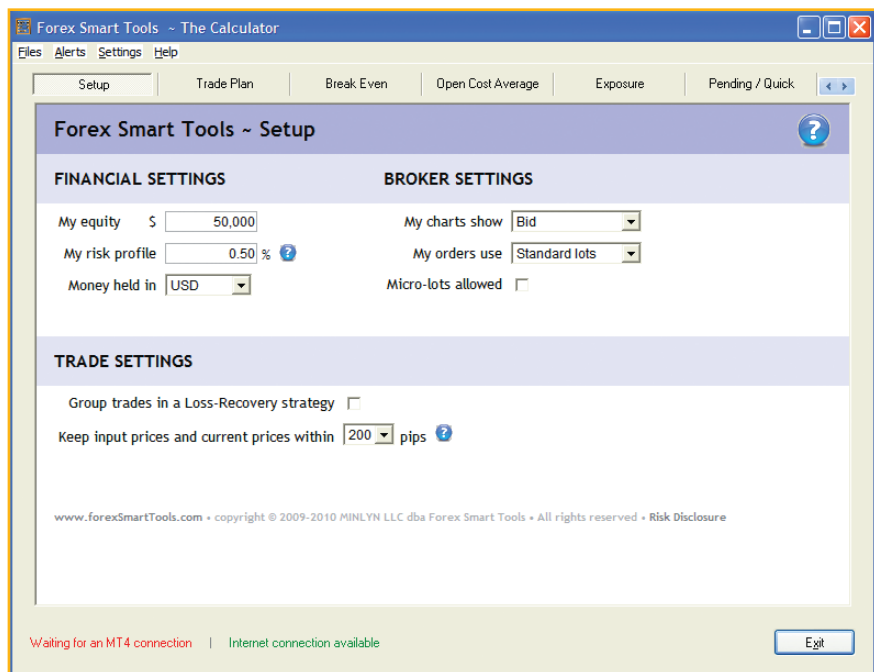 Forex Smart Tools ~ The Calculator
Files Alerts Settings Help
Setup Trade Plan Break Even Open Cost Average Exposure Pending / Quick
Forex Smart Tools ~ Setup ?
FINANCIAL SETTINGS BROKER SETTINGS
My equity $ 50,000 My charts show Bid
My risk profile 0.50 % ? My orders use Standard lots
Money held in USD Micro-lots allowed
TRADE SETTINGS
Group trades in a Loss-Recovery strategy
Keep input prices and current prices within 200 pips ?
www.forexSmartTools.com • copyright © 2009-2010 MINLYN LLC dba Forex Smart Tools • All rights reserved • Risk Disclosure
Waiting for an MT4 connection | Internet connection available Exit